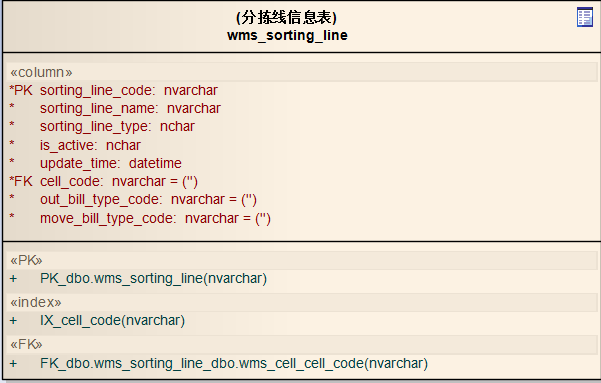 (分拣线信息表)
wms_sorting_line
«column»
*PK sorting_line_code: nvarchar
* sorting_line_name: nvarchar
* sorting_line_type: nchar
* is_active: nchar
* update_time: datetime
*FK cell_code: nvarchar = ('')
* out_bill_type_code: nvarchar = ('')
* move_bill_type_code: nvarchar = ('')
«PK»
+ PK_dbo.wms_sorting_line(nvarchar)
«index»
+ IX_cell_code(nvarchar)
«FK»
+ FK_dbo.wms_sorting_line_dbo.wms_cell_cell_code(nvarchar)